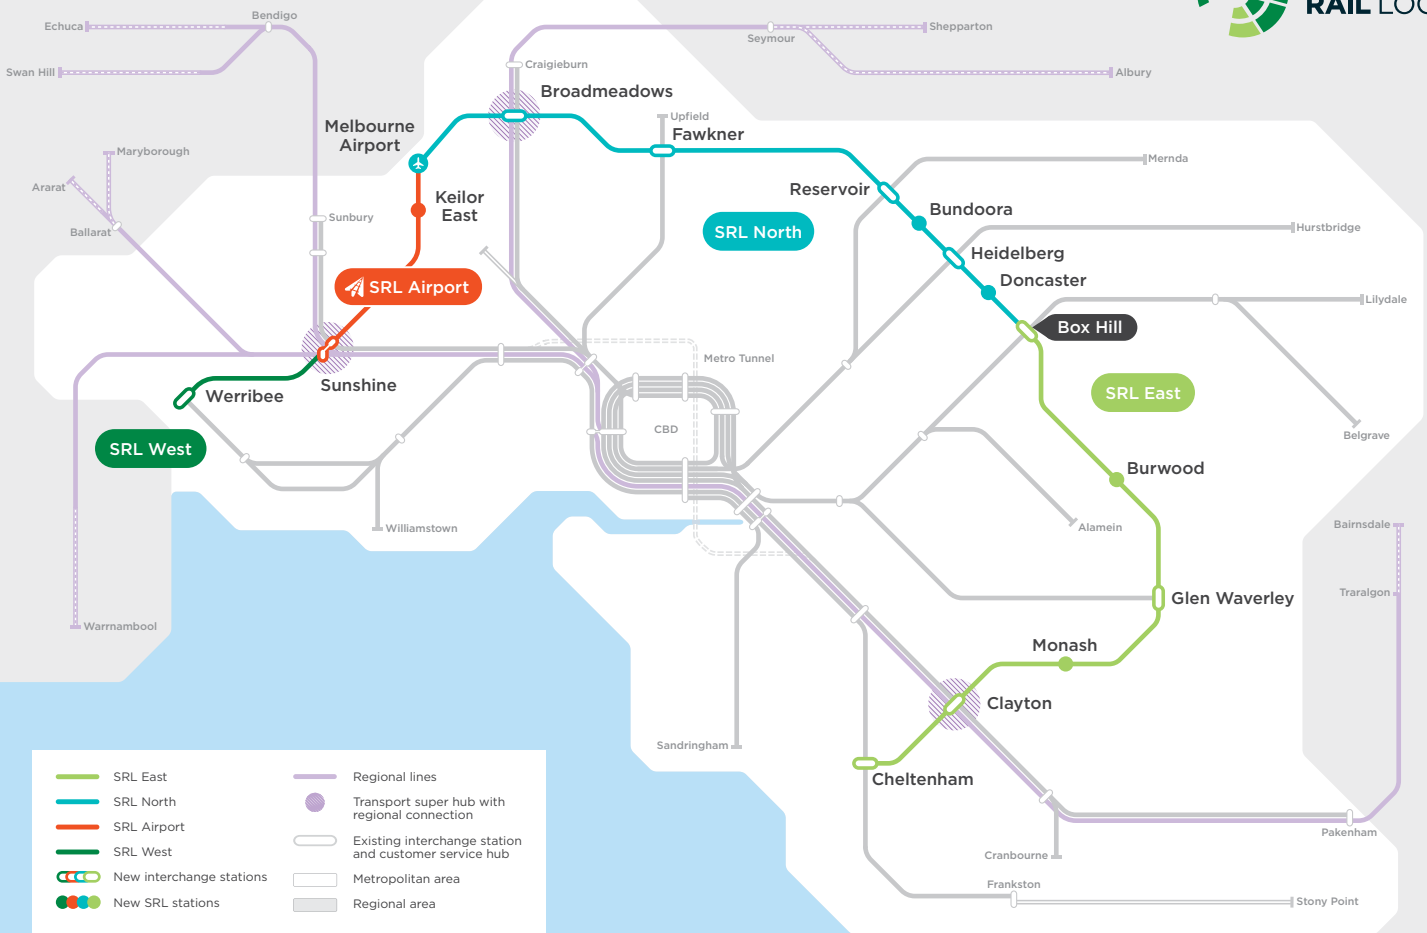 RAIL LOO
Bendigo
Echuca
Swan Hill
Seymour
Shepparton
Albury
Craigieburn
Broadmeadows
Melbourne
Airport
Upfield
Fawkner
Maryborough
Ararat
Ballarat
Keilor
East
Sunbury
Mernda
Reservoir
Bundoora
SRL North
Hurstbridge
Heidelberg
Doncaster
SRL Airport
Lilydale
Box Hill
Metro Tunnel
Sunshine
Werribee
SRL East
CBD
Belgrave
SRL West
Burwood
Williamstown
Alamein
Bairnsdale
Traralgon
Glen Waverley
Warrnambool
Monash
Clayton
Sandringham
Cheltenham
Pakenham
Cranbourne
Frankston
Stony Point
SRL East
SRL North
SRL Airport
SRL West
New interchange stations
New SRL stations
Regional lines
Transport super hub with
regional connection
Existing interchange station
and customer service hub
Metropolitan area
Regional area